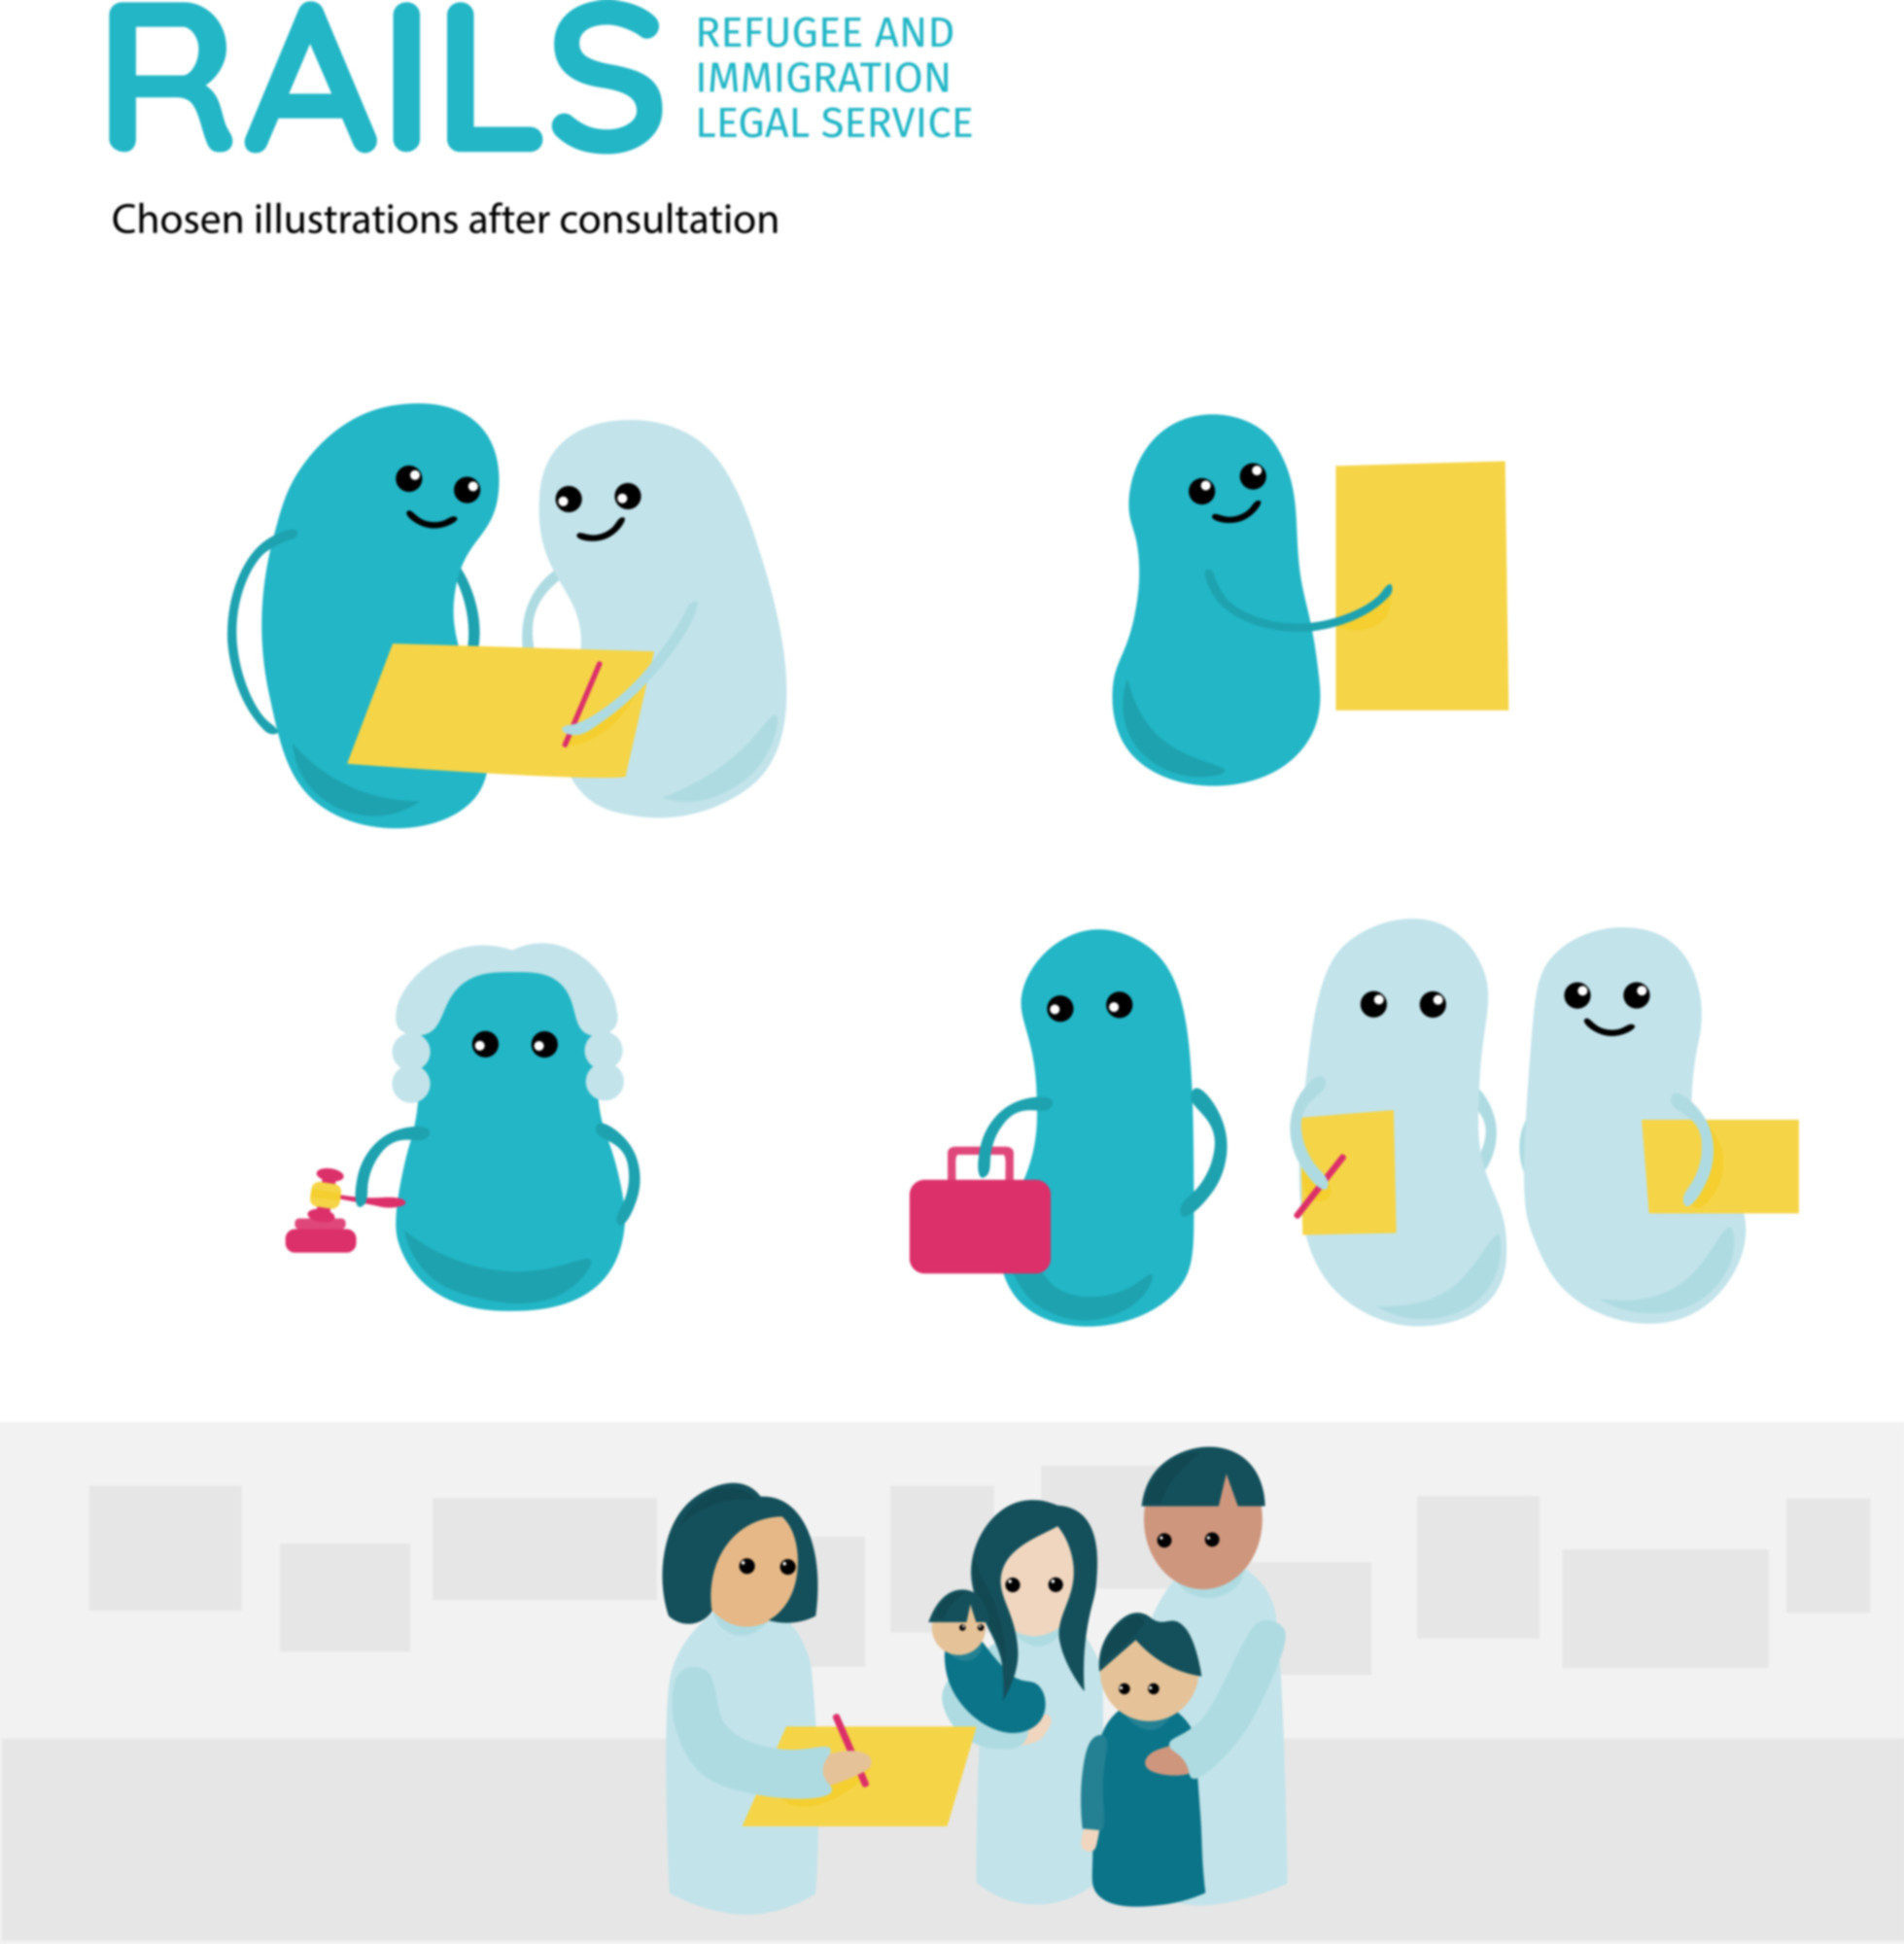 RAILS
REFUGEE AND
IMMIGRATION
LEGAL SERVICE
Chosen illustrations after consultation